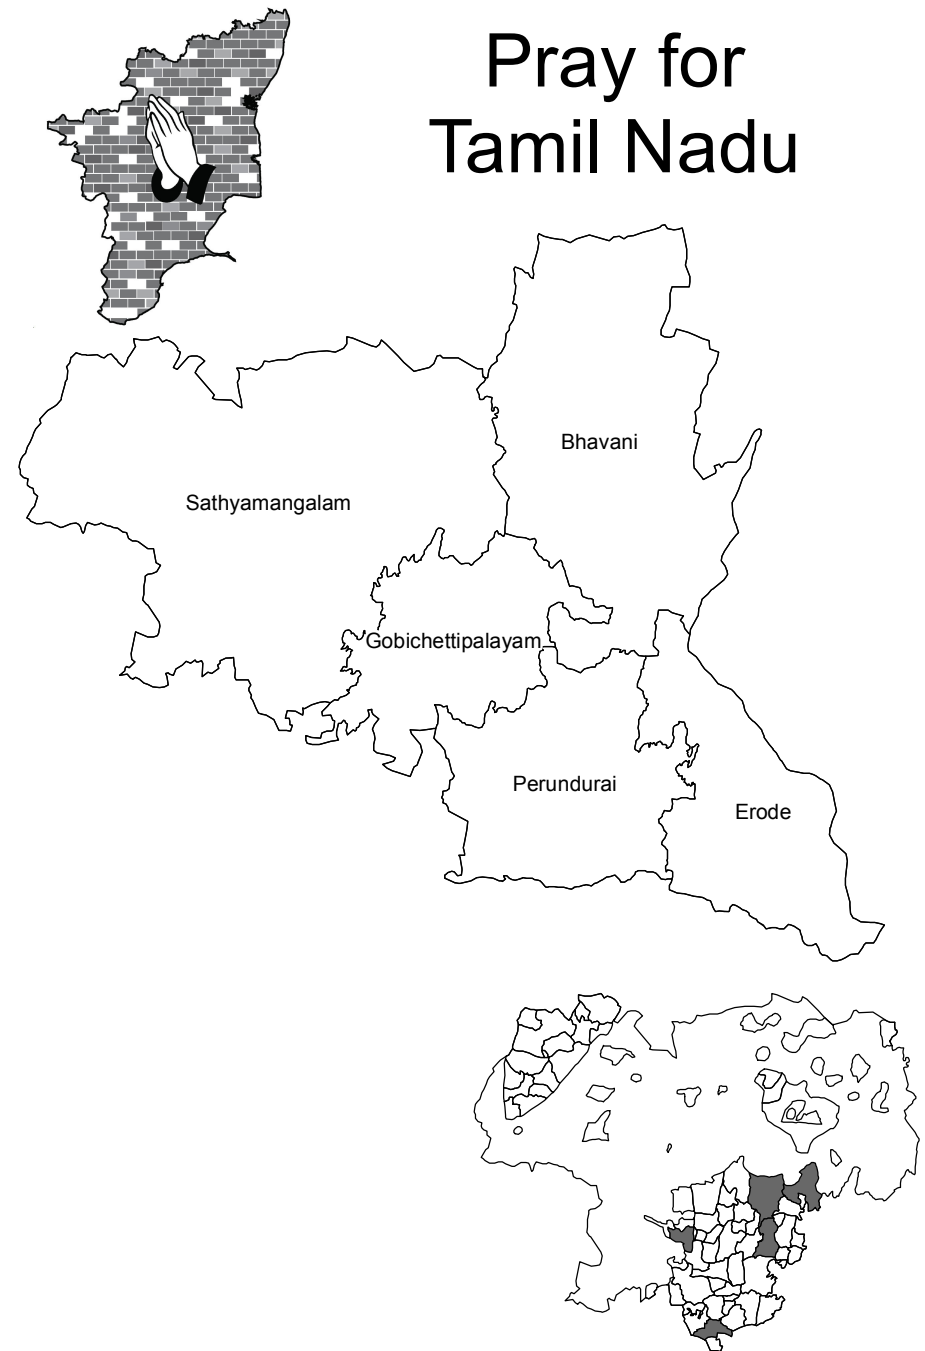 Pray for
Tamil Nadu
Bhavani
Sathyamangalam
Gobichettipalayam
Perundurai
Erode